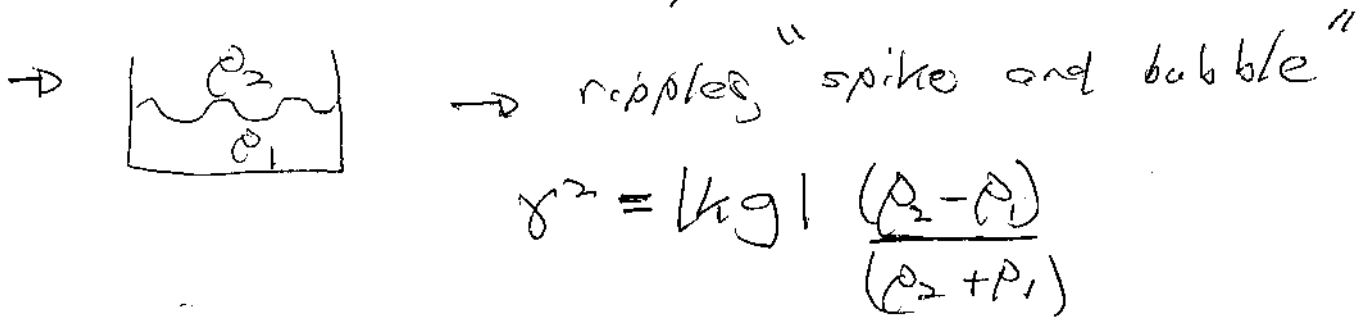 → ρ₂ → ripples, "spike and bubble"
ρ₁
γ² = |kg| (ρ₂-ρ₁)
(ρ₂+ρ₁)